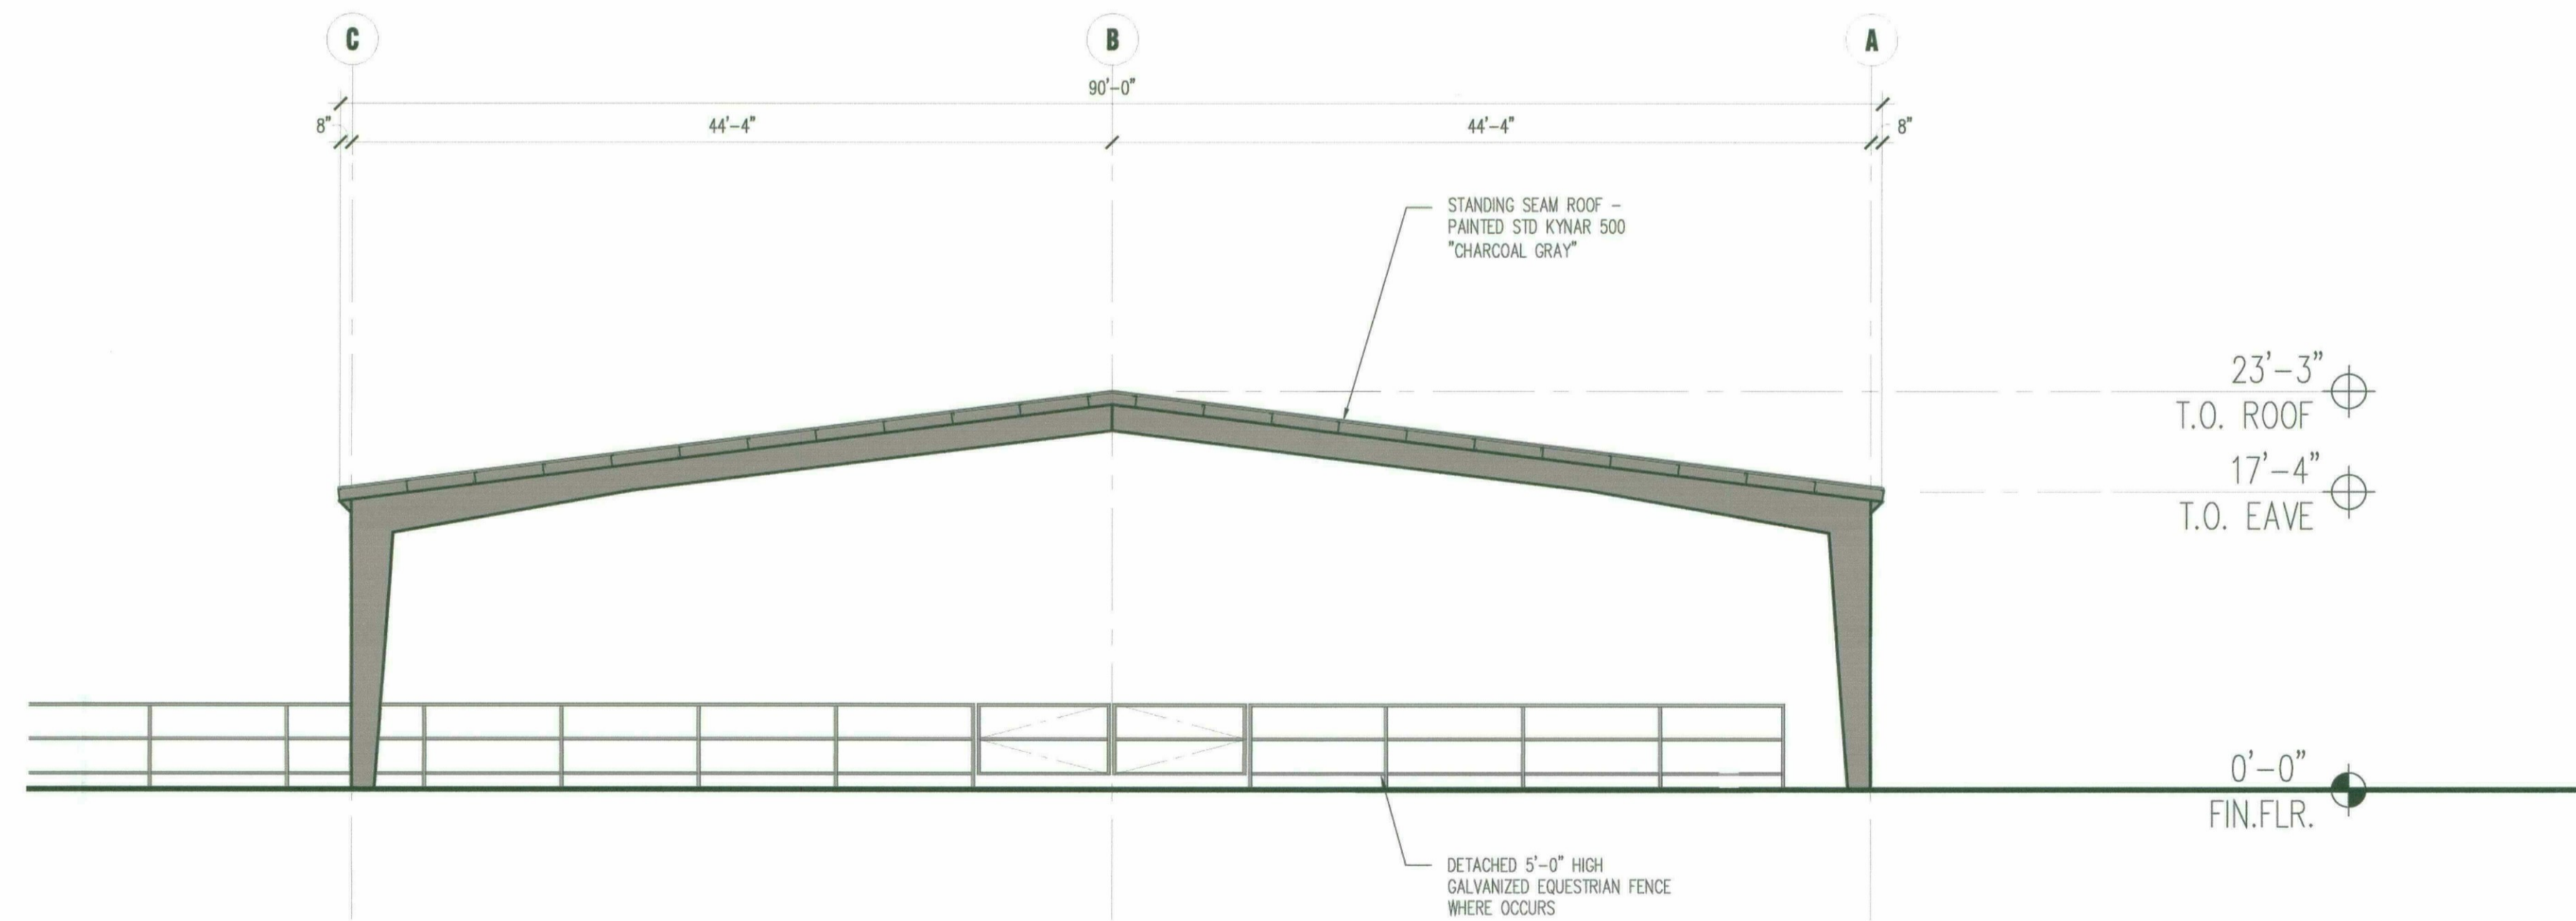 C
B
A
90'-0"
8"
44'-4"
44'-4"
8"
STANDING SEAM ROOF -
PAINTED STD KYNAR 500
"CHARCOAL GRAY"
23'-3"
T.O. ROOF
17'-4"
T.O. EAVE
0'-0"
FIN.FLR.
DETACHED 5'-0" HIGH
GALVANIZED EQUESTRIAN FENCE
WHERE OCCURS